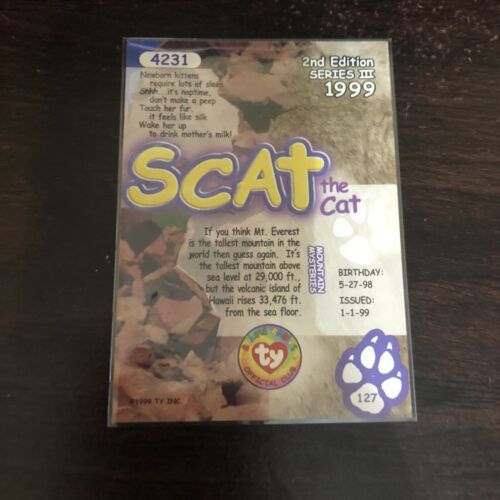 4231
2nd Edition
SERIES III
1999
Newborn kittens
require lots of sleep
Shhh....it's naptime,
don't make a peep
Touch her fur,
it feels like silk
Wake her up
to drink mother's milk!
SCAt
the
Cat
If you think Mt. Everest
is the tallest mountain in the
world then guess again. It's
the tallest mountain above
sea level at 29,000 ft.,
but the volcanic island of
Hawaii rises 33,476 ft.
from the sea floor.
MOUNTAIN
MYSTERIES
BIRTHDAY:
5-27-98
ISSUED:
1-1-99
ty
OFFICIAL CLUB
127
©1999 TY INC.